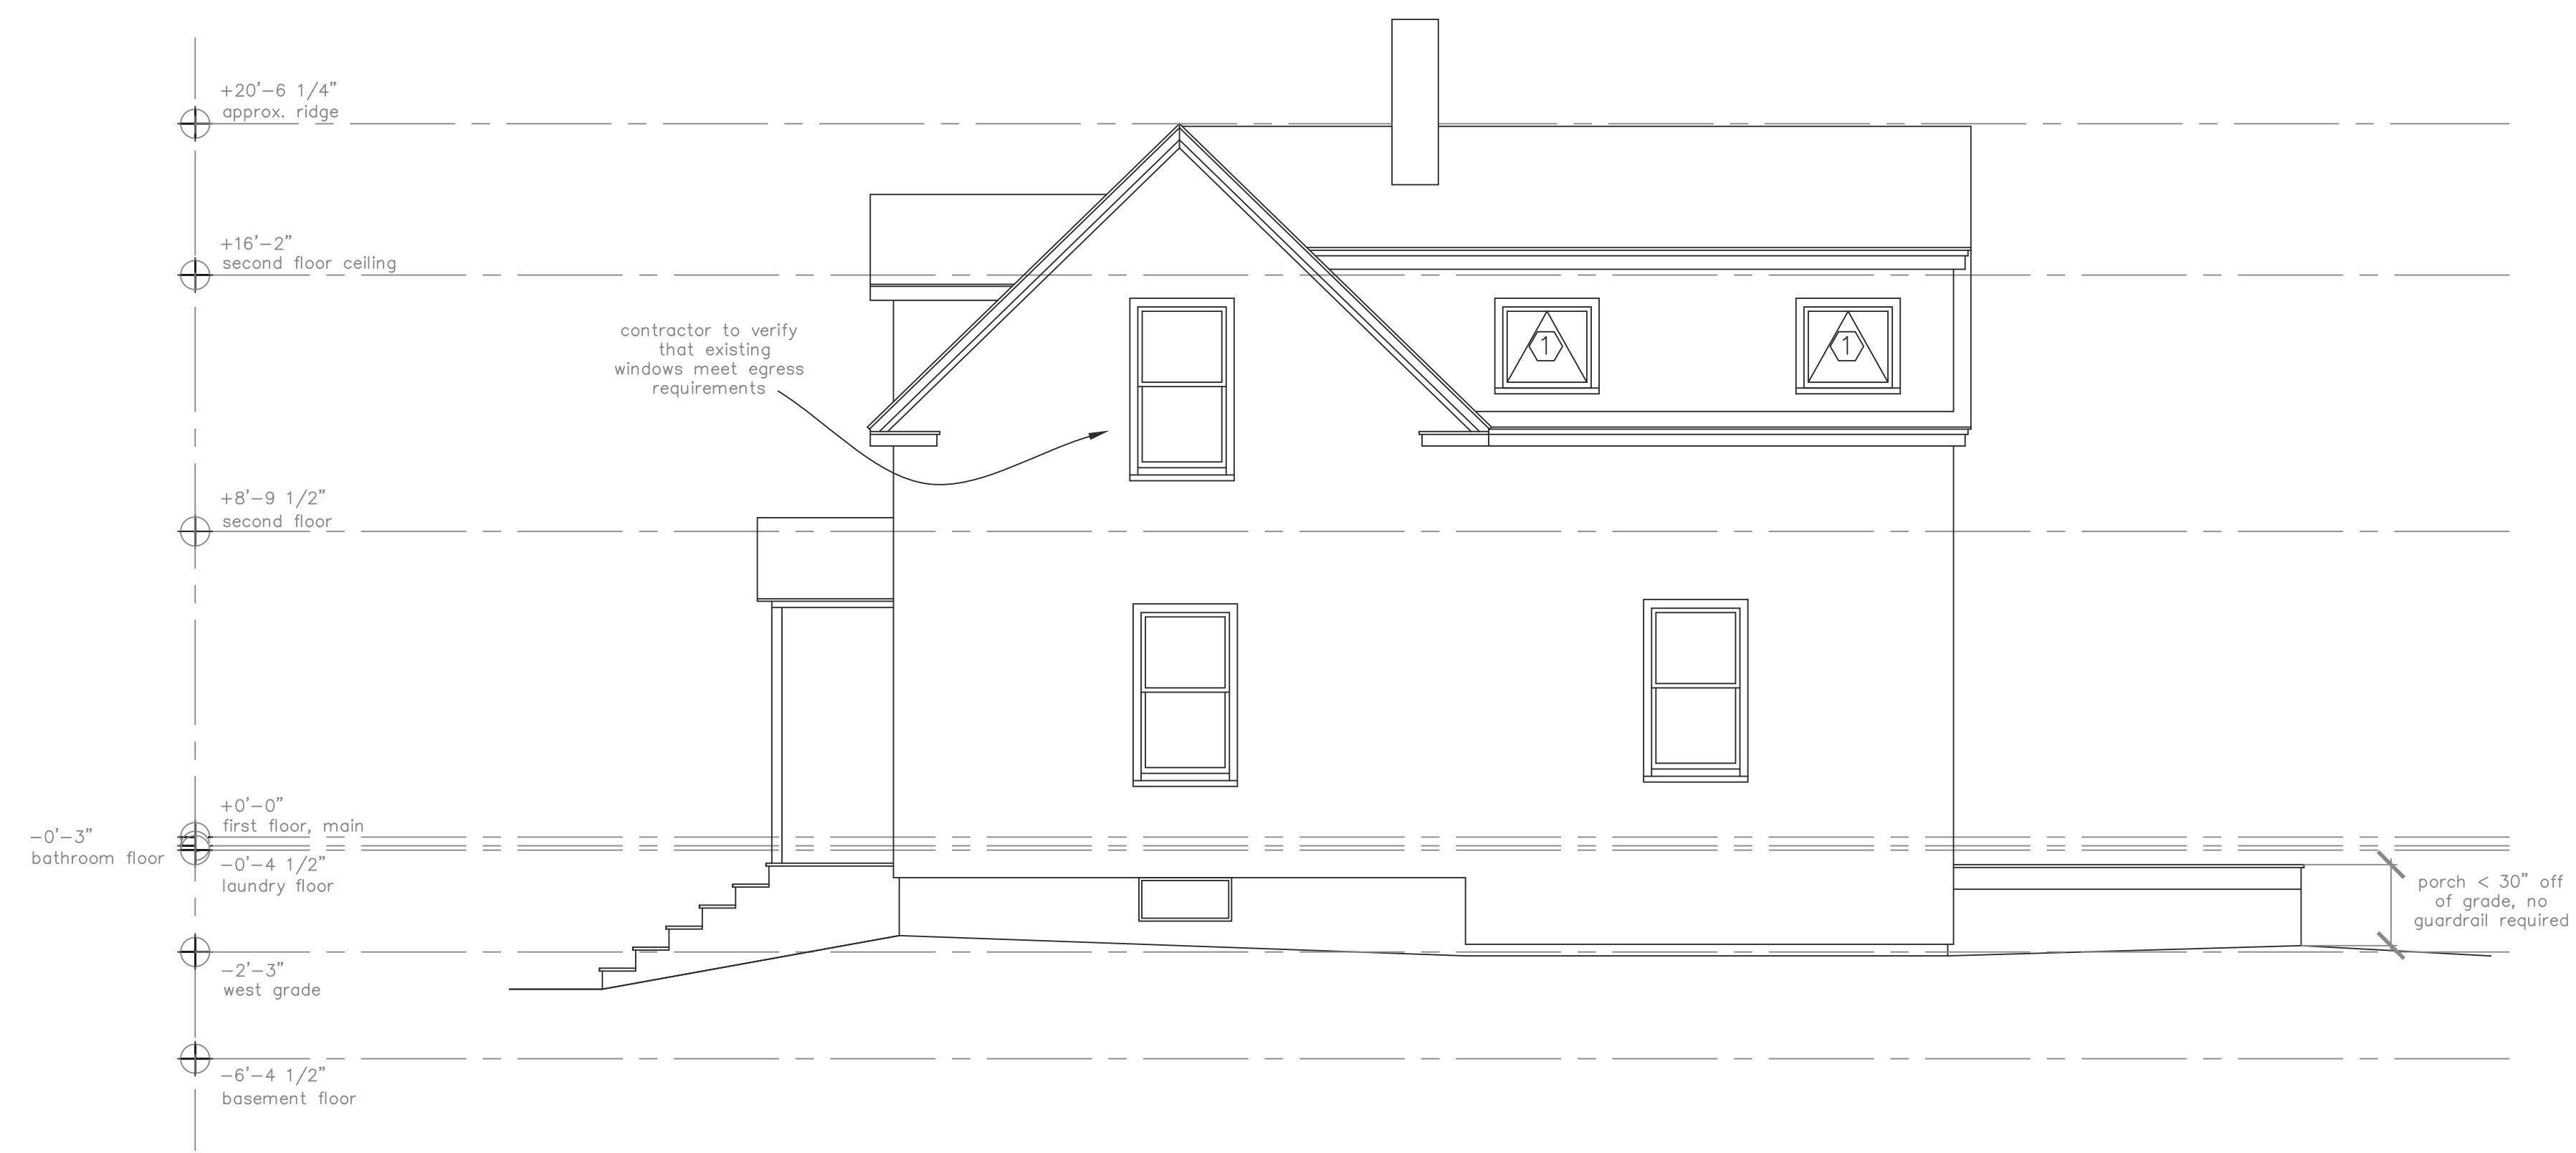 +20’-6 1/4”
approx. ridge
+16’-2”
second floor ceiling
contractor to verify
that existing
windows meet egress
requirements
1
1
+8’-9 1/2”
second floor
+0’-0”
first floor, main
-0’-3”
bathroom floor
-0’-4 1/2”
laundry floor
porch < 30” off
of grade, no
guardrail required
-2’-3”
west grade
-6’-4 1/2”
basement floor